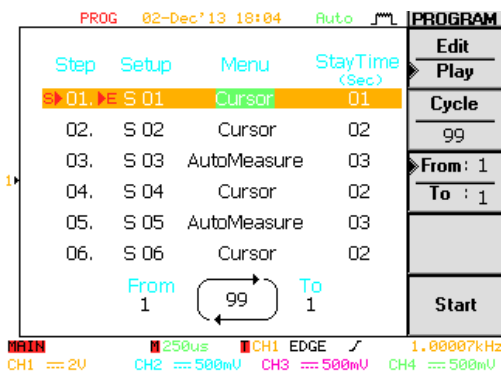 PROG 02-Dec'13 18:04 Auto PROGRAM
Edit
Play
Step Setup Menu StayTime
(Sec)
S 01. E S 01 Cursor 01
Cycle
99
02. S 02 Cursor 02
03. S 03 AutoMeasure 03
From: 1
To : 1
1
04. S 04 Cursor 02
05. S 05 AutoMeasure 03
06. S 06 Cursor 02
From 99 To
1 1
Start
MAIN M 250us T CH1 EDGE 1.00007kHz
CH1 2V CH2 500mV CH3 500mV CH4 500mV